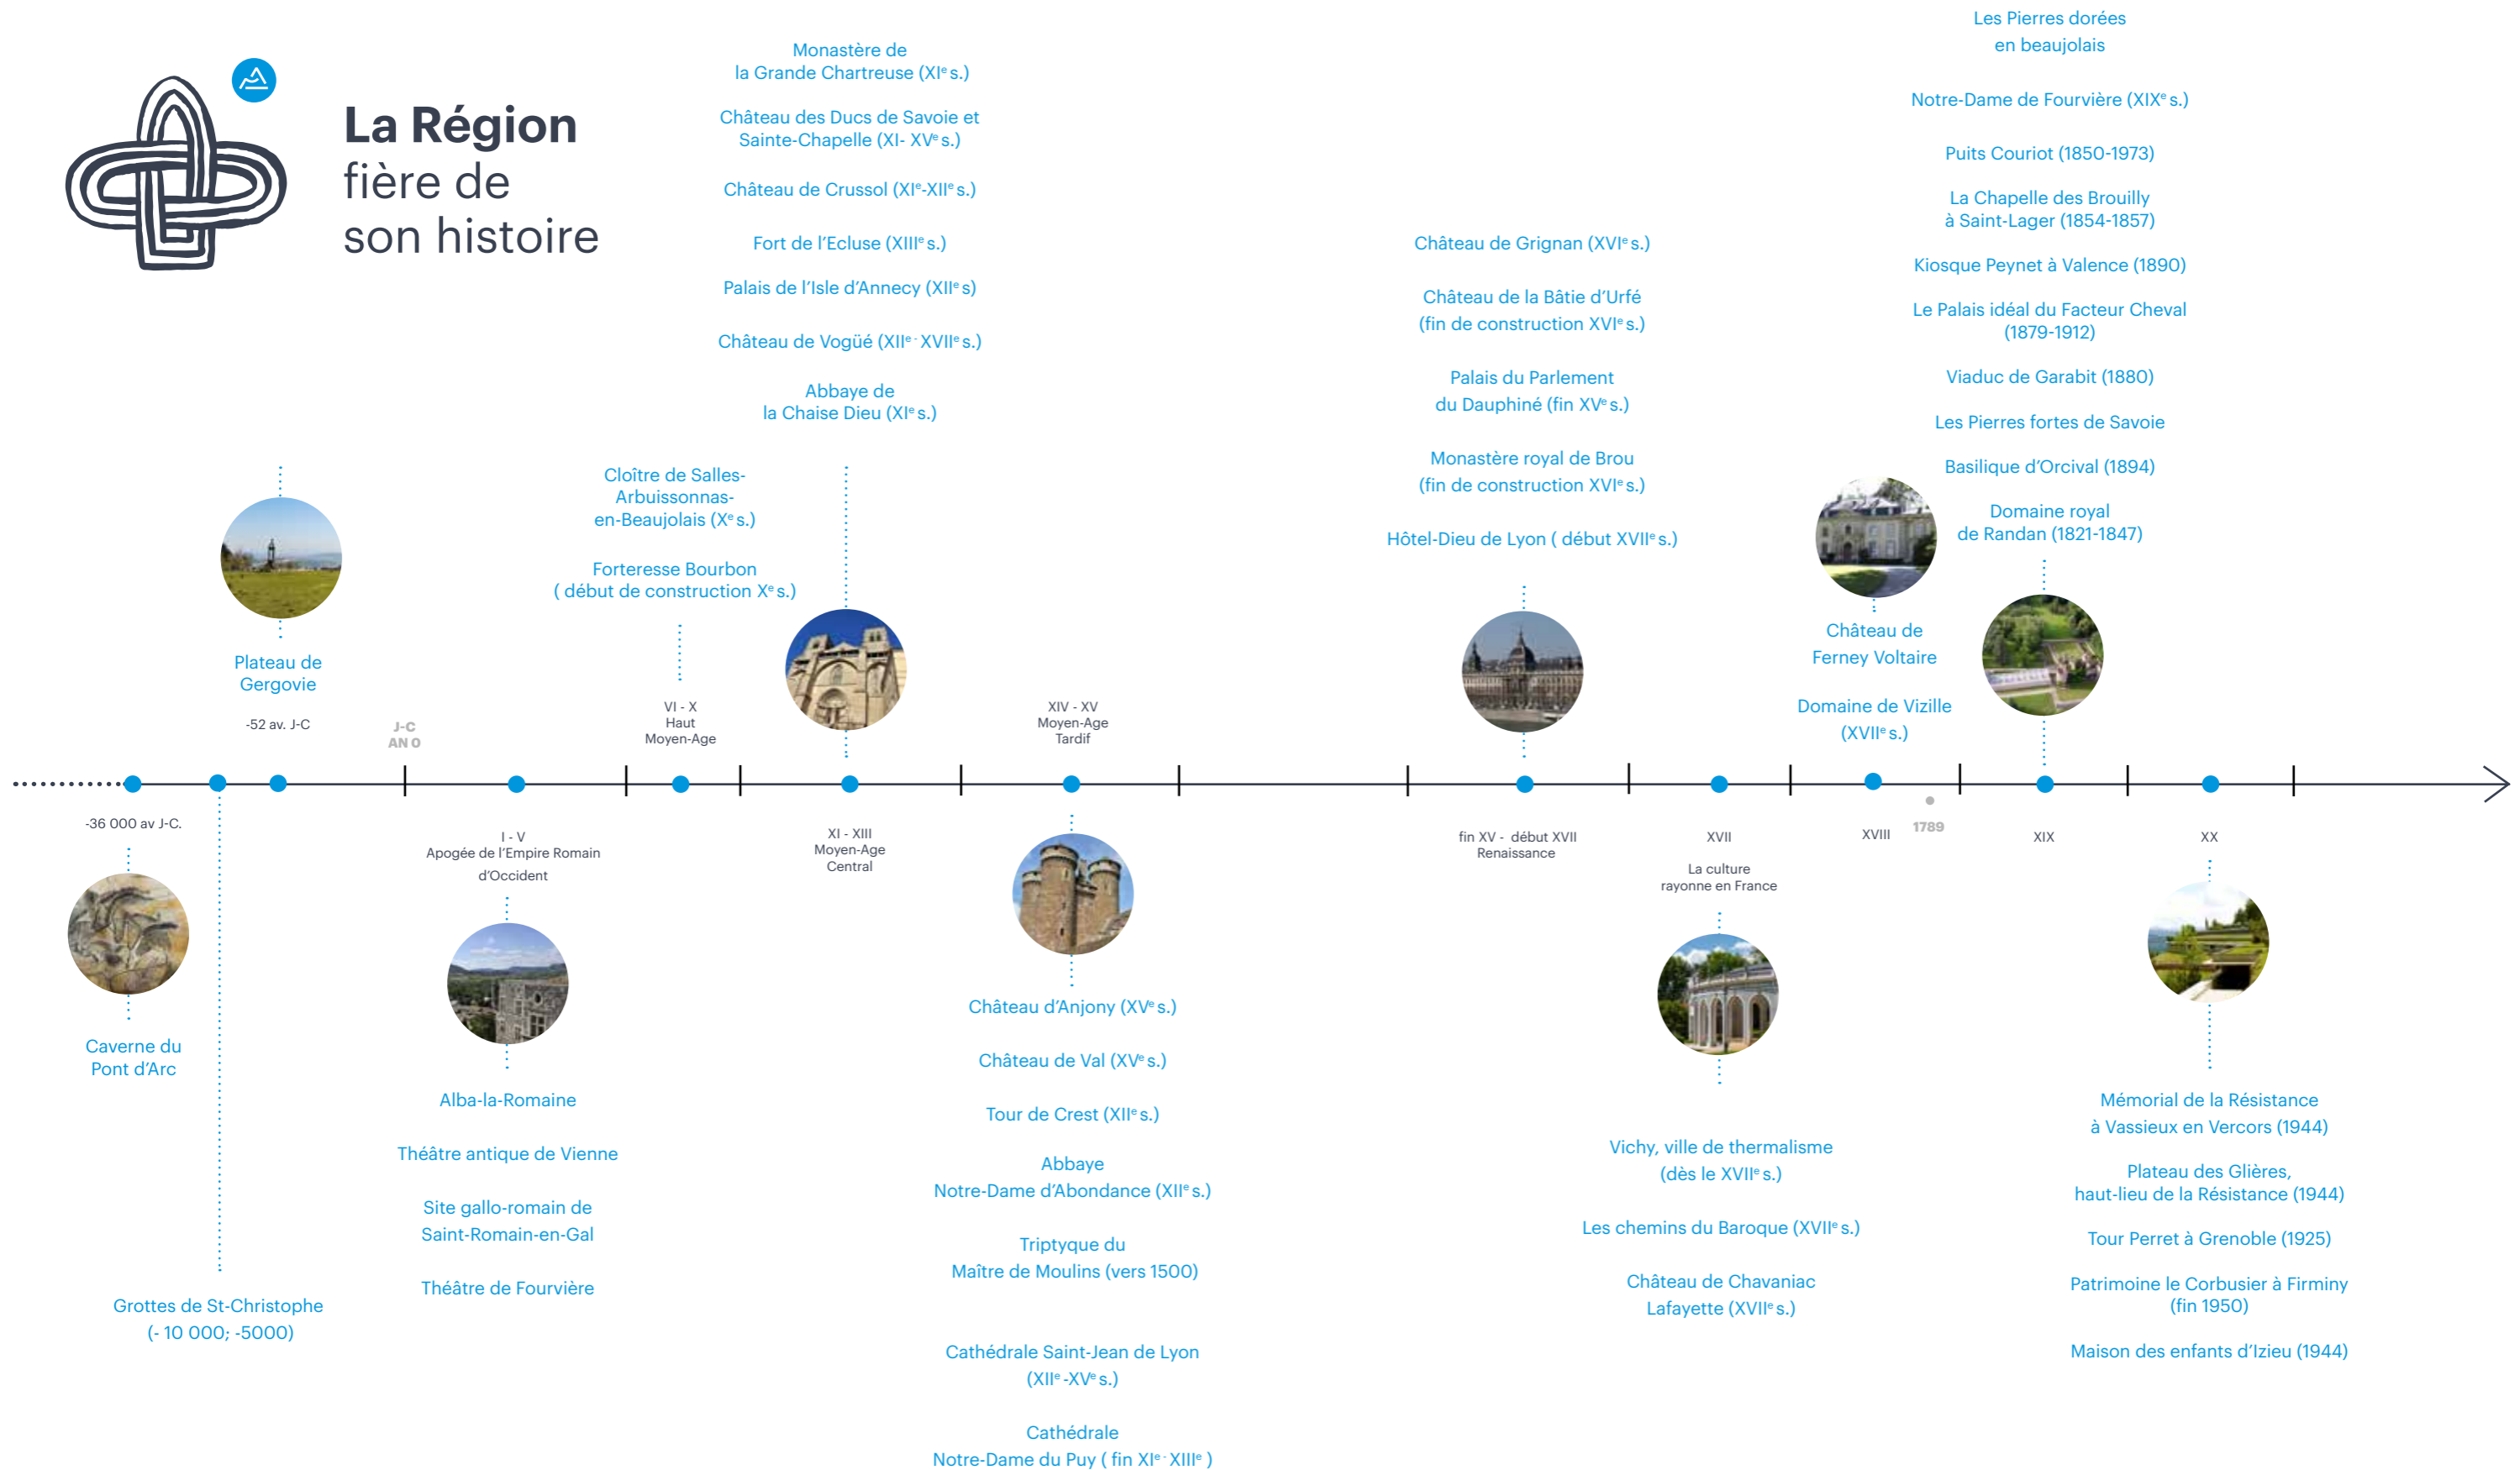 La Région
fière de
son histoire
Plateau de
Gergovie
-52 av. J-C
J-C
AN 0
-36 000 av J-C.
Caverne du
Pont d’Arc
Grottes de St-Christophe
(- 10 000; -5000)
I - V
Apogée de l’Empire Romain
d’Occident
Alba-la-Romaine
Théâtre antique de Vienne
Site gallo-romain de
Saint-Romain-en-Gal
Théâtre de Fourvière
Cloître de Salles-
Arbuissonnas-
en-Beaujolais (Xᵉ s.)
Forteresse Bourbon
( début de construction Xᵉ s.)
VI - X
Haut
Moyen-Age
Monastère de
la Grande Chartreuse (XIᵉ s.)
Château des Ducs de Savoie et
Sainte-Chapelle (XI- XVᵉ s.)
Château de Crussol (XIᵉ-XIIᵉ s.)
Fort de l’Ecluse (XIIIᵉ s.)
Palais de l’Isle d’Annecy (XIIᵉ s)
Château de Vogüé (XIIᵉ - XVIIᵉ s.)
Abbaye de
la Chaise Dieu (XIᵉ s.)
XI - XIII
Moyen-Age
Central
XIV - XV
Moyen-Age
Tardif
Château d’Anjony (XVᵉ s.)
Château de Val (XVᵉ s.)
Tour de Crest (XIIᵉ s.)
Abbaye
Notre-Dame d’Abondance (XIIᵉ s.)
Triptyque du
Maître de Moulins (vers 1500)
Cathédrale Saint-Jean de Lyon
(XIIᵉ -XVᵉ s.)
Cathédrale
Notre-Dame du Puy ( fin XIᵉ - XIIIᵉ )
Château de Grignan (XVIᵉ s.)
Château de la Bâtie d’Urfé
(fin de construction XVIᵉ s.)
Palais du Parlement
du Dauphiné (fin XVᵉ s.)
Monastère royal de Brou
(fin de construction XVIᵉ s.)
Hôtel-Dieu de Lyon ( début XVIIᵉ s.)
fin XV - début XVII
Renaissance
XVII
La culture
rayonne en France
Vichy, ville de thermalisme
(dès le XVIIᵉ s.)
Les chemins du Baroque (XVIIᵉ s.)
Château de Chavaniac
Lafayette (XVIIᵉ s.)
Château de
Ferney Voltaire
Domaine de Vizille
(XVIIᵉ s.)
XVIII
1789
Les Pierres dorées
en beaujolais
Notre-Dame de Fourvière (XIXᵉ s.)
Puits Couriot (1850-1973)
La Chapelle des Brouilly
à Saint-Lager (1854-1857)
Kiosque Peynet à Valence (1890)
Le Palais idéal du Facteur Cheval
(1879-1912)
Viaduc de Garabit (1880)
Les Pierres fortes de Savoie
Basilique d’Orcival (1894)
Domaine royal
de Randan (1821-1847)
XIX
XX
Mémorial de la Résistance
à Vassieux en Vercors (1944)
Plateau des Glières,
haut-lieu de la Résistance (1944)
Tour Perret à Grenoble (1925)
Patrimoine le Corbusier à Firminy
(fin 1950)
Maison des enfants d’Izieu (1944)